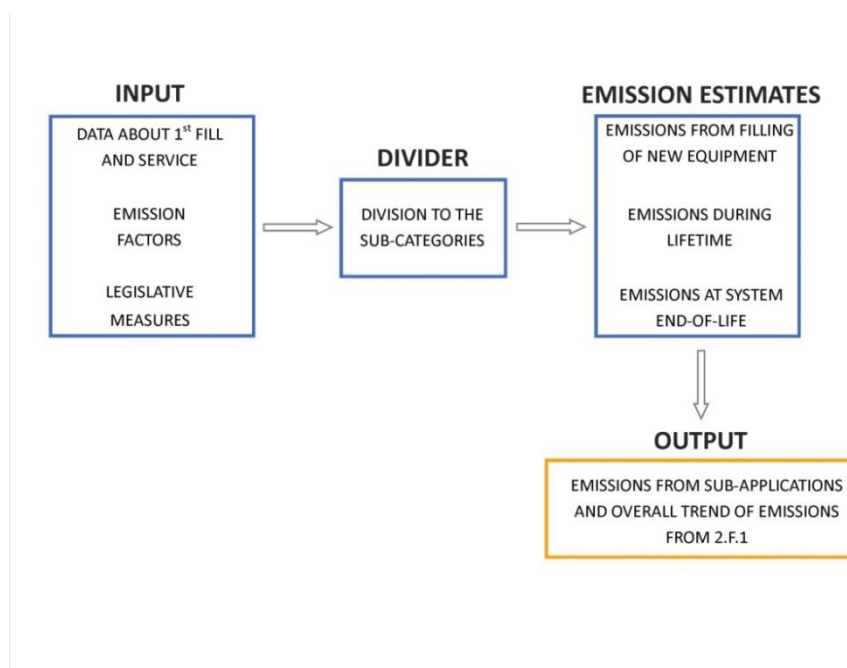 INPUT
DATA ABOUT 1st FILL
AND SERVICE
EMISSION
FACTORS
LEGISLATIVE
MEASURES
DIVIDER
DIVISION TO THE
SUB-CATEGORIES
EMISSION ESTIMATES
EMISSIONS FROM FILLING
OF NEW EQUIPMENT
EMISSIONS DURING
LIFETIME
EMISSIONS AT SYSTEM
END-OF-LIFE
OUTPUT
EMISSIONS FROM SUB-APPLICATIONS
AND OVERALL TREND OF EMISSIONS
FROM 2.F.1